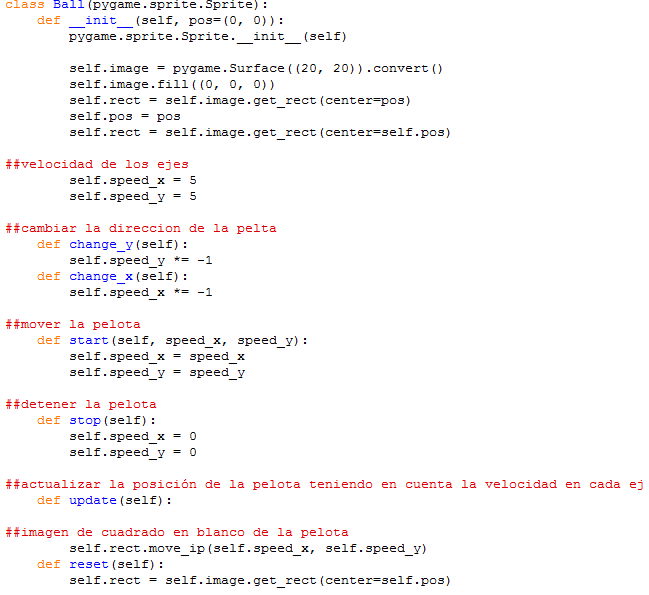 class Ball(pygame.sprite.Sprite):
    def __init__(self, pos=(0, 0)):
        pygame.sprite.Sprite.__init__(self)

        self.image = pygame.Surface((20, 20)).convert()
        self.image.fill((0, 0, 0))
        self.rect = self.image.get_rect(center=pos)
        self.pos = pos
        self.rect = self.image.get_rect(center=self.pos)

##velocidad de los ejes
        self.speed_x = 5
        self.speed_y = 5

##cambiar la direccion de la pelta
    def change_y(self):
        self.speed_y *= -1
    def change_x(self):
        self.speed_x *= -1

##mover la pelota
    def start(self, speed_x, speed_y):
        self.speed_x = speed_x
        self.speed_y = speed_y

##detener la pelota
    def stop(self):
        self.speed_x = 0
        self.speed_y = 0

##actualizar la posición de la pelota teniendo en cuenta la velocidad en cada ej
    def update(self):

##imagen de cuadrado en blanco de la pelota
        self.rect.move_ip(self.speed_x, self.speed_y)
    def reset(self):
        self.rect = self.image.get_rect(center=self.pos)